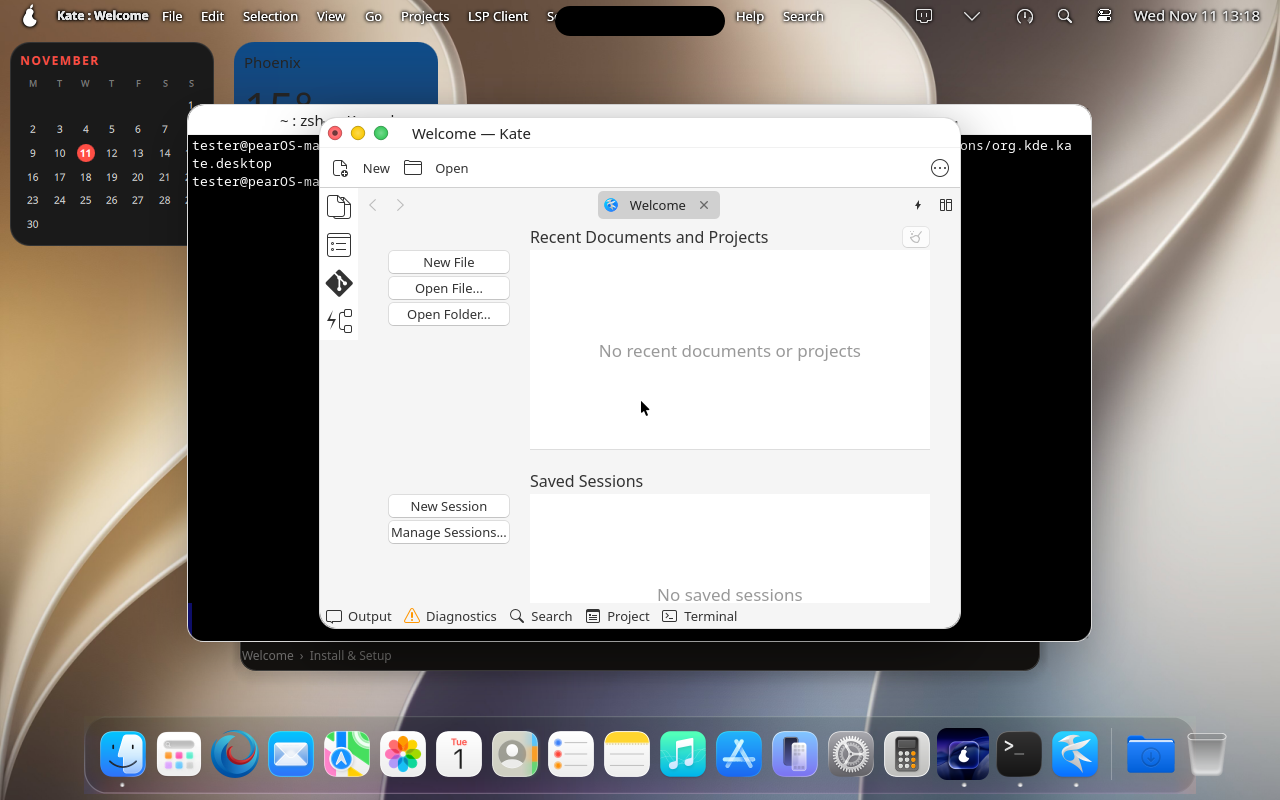 Kate : Welcome File Edit Selection View Go Projects LSP Client Help Search Wed Nov 11 13:18
NOVEMBER
M T W T F S S
1
2 3 4 5 6 7
9 10 11 12 13 14
16 17 18 19 20 21
23 24 25 26 27 28
30
Phoenix
15°
~ : zsh
tester@pearOS-ma
ons/org.kde.ka
te.desktop
tester@pearOS-ma
Welcome — Kate
New Open
Welcome
Recent Documents and Projects
New File
Open File...
Open Folder...
No recent documents or projects
Saved Sessions
New Session
Manage Sessions...
No saved sessions
Output Diagnostics Search Project Terminal
Welcome › Install & Setup
Tue
1
>_